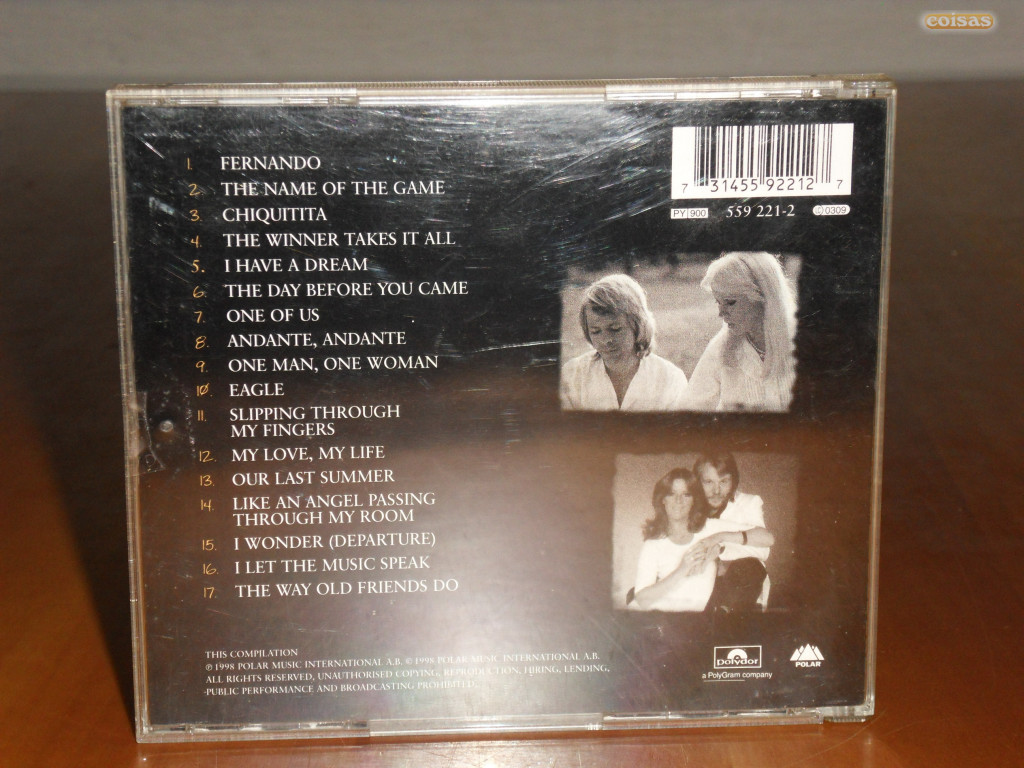 coisas
1. FERNANDO
2. THE NAME OF THE GAME
3. CHIQUITITA
4. THE WINNER TAKES IT ALL
5. I HAVE A DREAM
6. THE DAY BEFORE YOU CAME
7. ONE OF US
8. ANDANTE, ANDANTE
9. ONE MAN, ONE WOMAN
10. EAGLE
11. SLIPPING THROUGH
MY FINGERS
12. MY LOVE, MY LIFE
13. OUR LAST SUMMER
14. LIKE AN ANGEL PASSING
THROUGH MY ROOM
15. I WONDER (DEPARTURE)
16. I LET THE MUSIC SPEAK
17. THE WAY OLD FRIENDS DO
7 31455 92212 7
PY 900 559 221-2 0309
THIS COMPILATION
℗ 1998 POLAR MUSIC INTERNATIONAL A.B. © 1998 POLAR MUSIC INTERNATIONAL A.B.
ALL RIGHTS RESERVED, UNAUTHORISED COPYING, REPRODUCTION, HIRING, LENDING,
PUBLIC PERFORMANCE AND BROADCASTING PROHIBITED.
polydor
a PolyGram company
POLAR